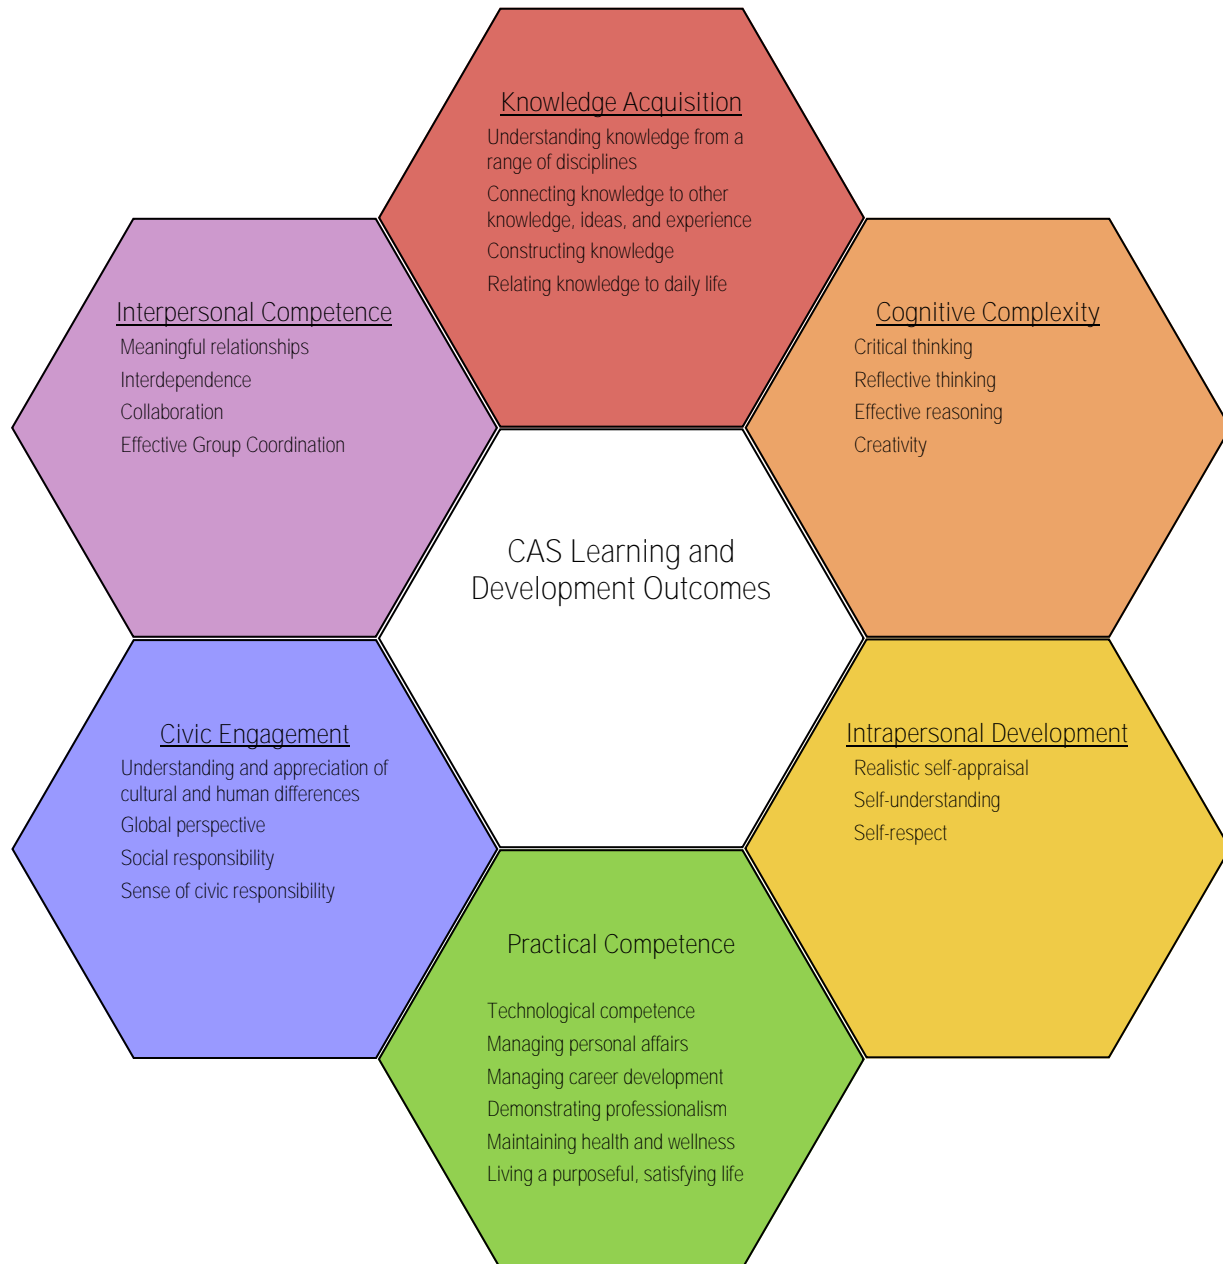 Knowledge Acquisition
Understanding knowledge from a
range of disciplines
Connecting knowledge to other
knowledge, ideas, and experience
Constructing knowledge
Relating knowledge to daily life
Interpersonal Competence
Meaningful relationships
Interdependence
Collaboration
Effective Group Coordination
Cognitive Complexity
Critical thinking
Reflective thinking
Effective reasoning
Creativity
CAS Learning and
Development Outcomes
Civic Engagement
Understanding and appreciation of
cultural and human differences
Global perspective
Social responsibility
Sense of civic responsibility
Intrapersonal Development
Realistic self-appraisal
Self-understanding
Self-respect
Practical Competence
Technological competence
Managing personal affairs
Managing career development
Demonstrating professionalism
Maintaining health and wellness
Living a purposeful, satisfying life